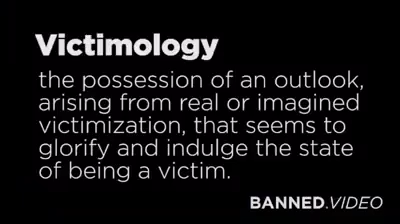 Victimology
the possession of an outlook,
arising from real or imagined
victimization, that seems to
glorify and indulge the state
of being a victim.
BANNED.VIDEO